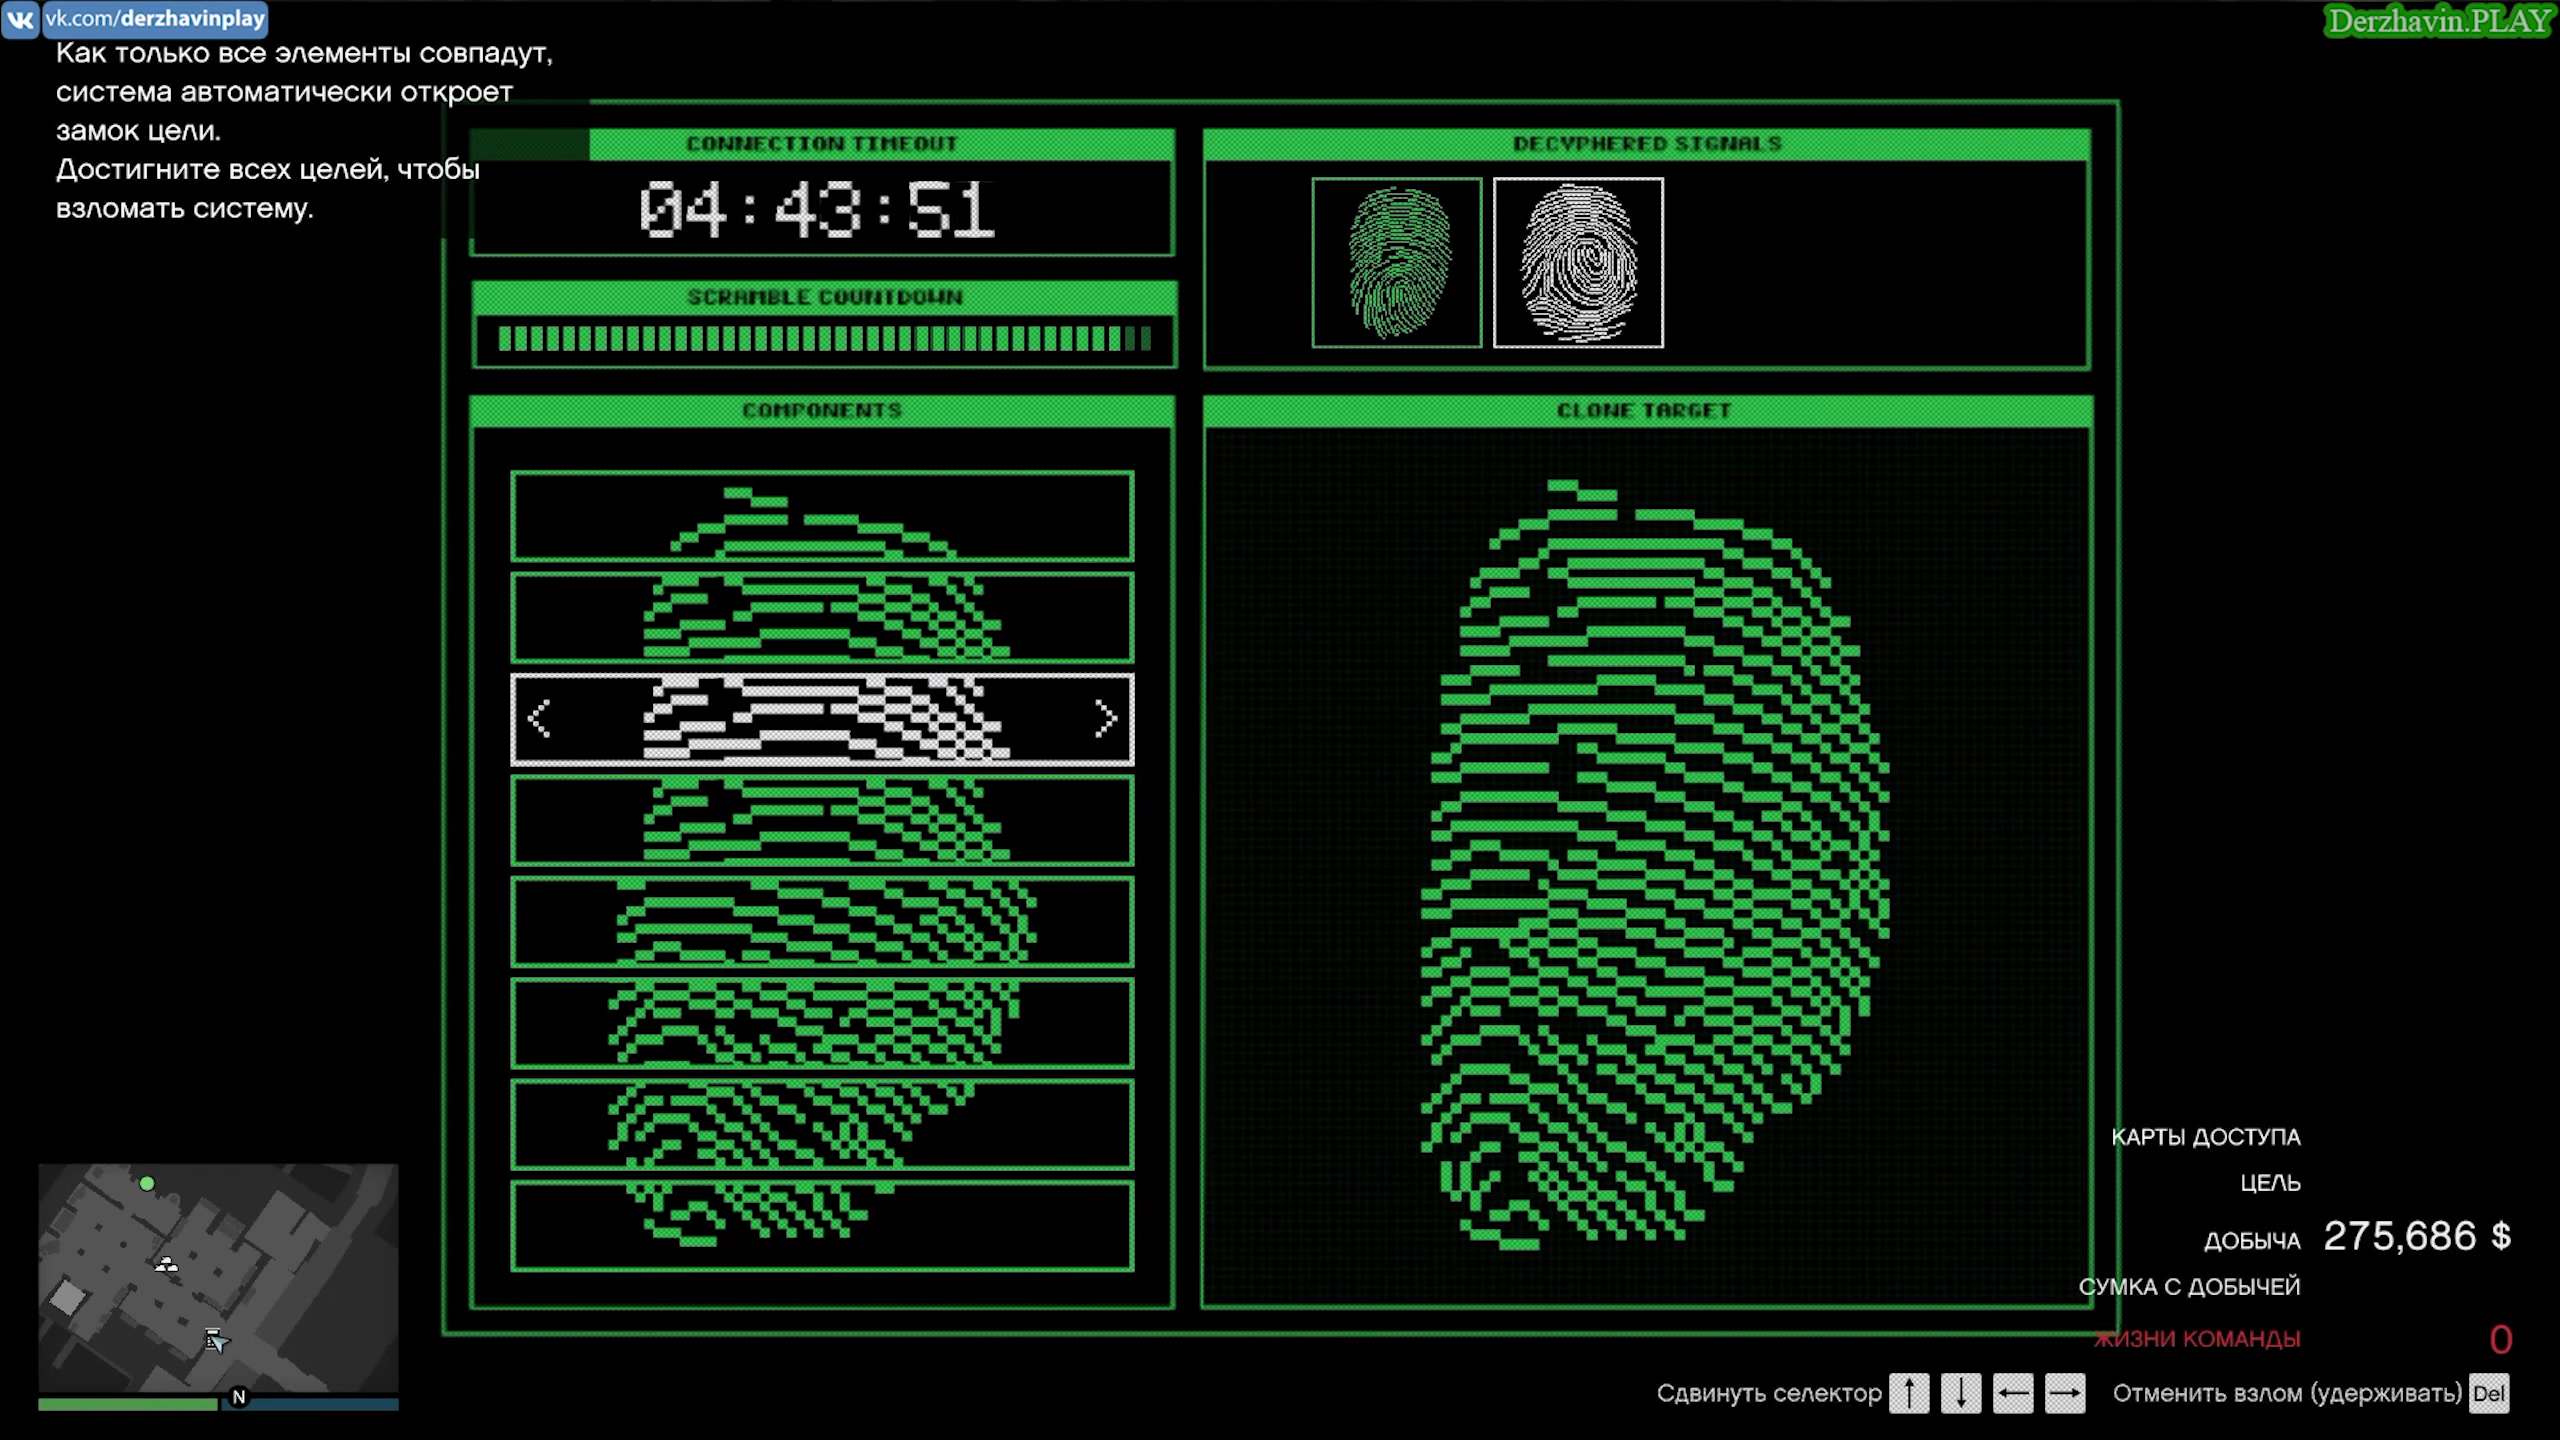 vk.com/derzhavinplay
Derzhavin.PLAY
Как только все элементы совпадут,
система автоматически откроет
замок цели.
Достигните всех целей, чтобы
взломать систему.
CONNECTION TIMEOUT
04:43:51
DECYPHERED SIGNALS
SCRAMBLE COUNTDOWN
COMPONENTS
CLONE TARGET
КАРТЫ ДОСТУПА
ЦЕЛЬ
ДОБЫЧА 275,686 $
СУМКА С ДОБЫЧЕЙ
ЖИЗНИ КОМАНДЫ 0
N
Сдвинуть селектор ↑ ↓ ← → Отменить взлом (удерживать) Del